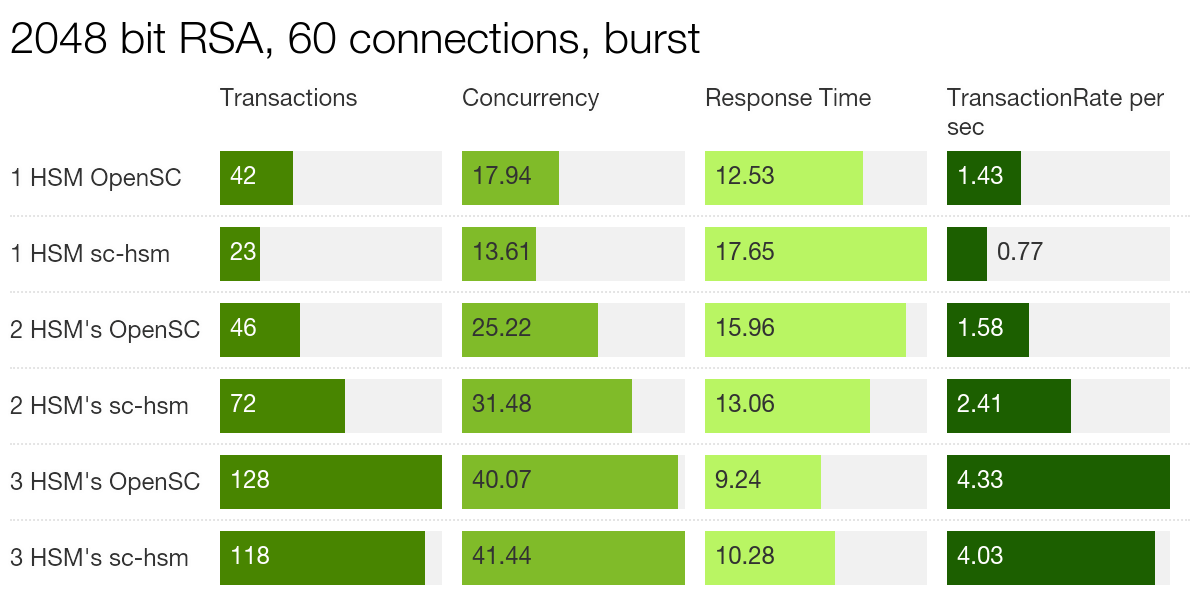 2048 bit RSA, 60 connections, burst
Transactions Concurrency Response Time TransactionRate per
sec
1 HSM OpenSC 42 17.94 12.53 1.43
1 HSM sc-hsm 23 13.61 17.65 0.77
2 HSM's OpenSC 46 25.22 15.96 1.58
2 HSM's sc-hsm 72 31.48 13.06 2.41
3 HSM's OpenSC 128 40.07 9.24 4.33
3 HSM's sc-hsm 118 41.44 10.28 4.03